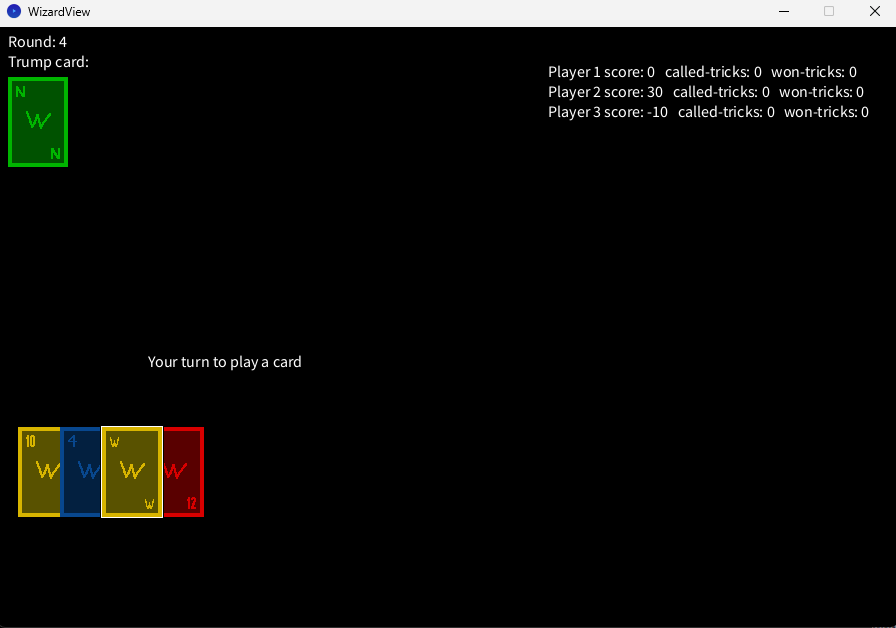 WizardView
Round: 4
Trump card:
N
W
N
Player 1 score: 0 called-tricks: 0 won-tricks: 0
Player 2 score: 30 called-tricks: 0 won-tricks: 0
Player 3 score: -10 called-tricks: 0 won-tricks: 0
Your turn to play a card
10 4 W
W W W W
W 12